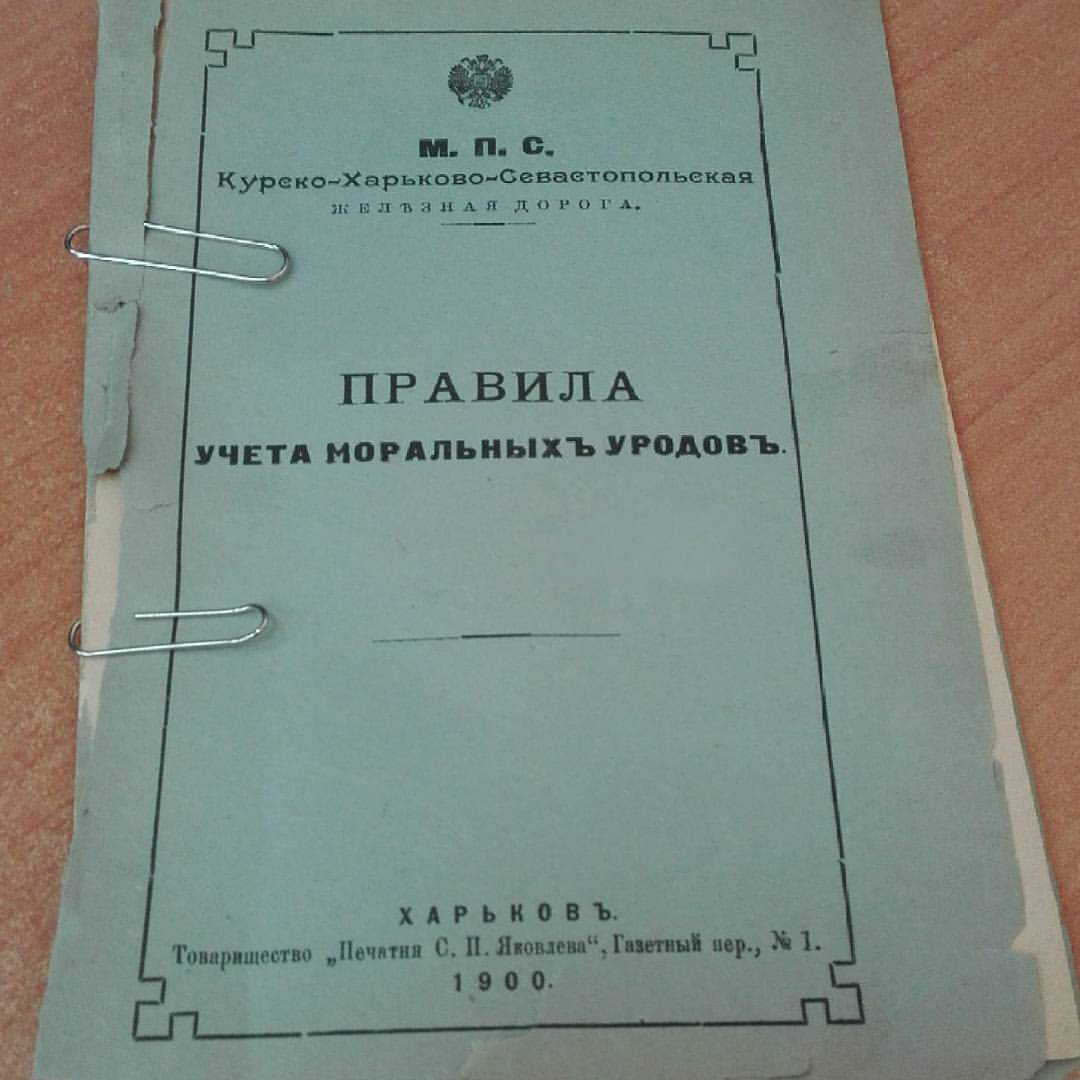 М. П. С.
Курско-Харьково-Севастопольская
ЖЕЛѢЗНАЯ ДОРОГА.
ПРАВИЛА
УЧЕТА МОРАЛЬНЫХЪ УРОДОВЪ.
ХАРЬКОВЪ.
Товарищество „Печатня С. П. Яковлева“, Газетный пер., № 1.
1900.